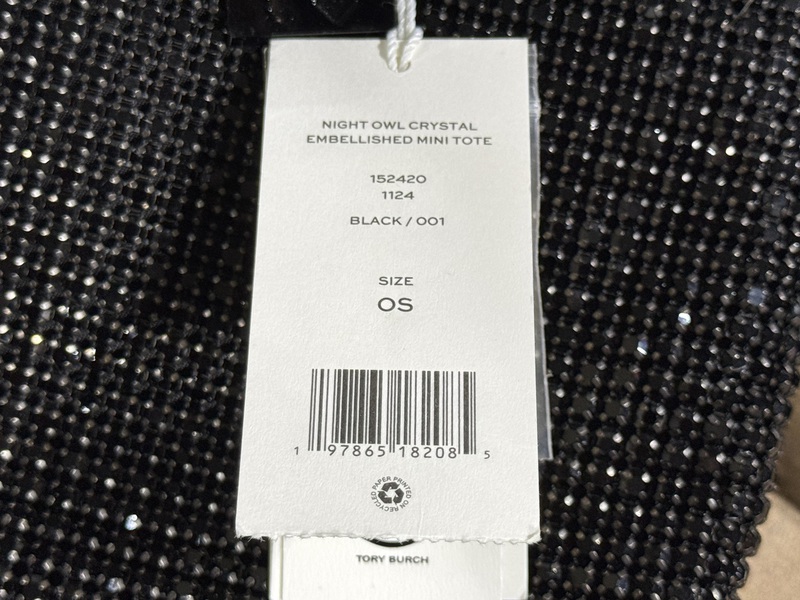 NIGHT OWL CRYSTAL
EMBELLISHED MINI TOTE
152420
1124
BLACK / 001
SIZE
OS
1 97865 18208 5
PAPER PRINTED ON RECYCLED
TORY BURCH